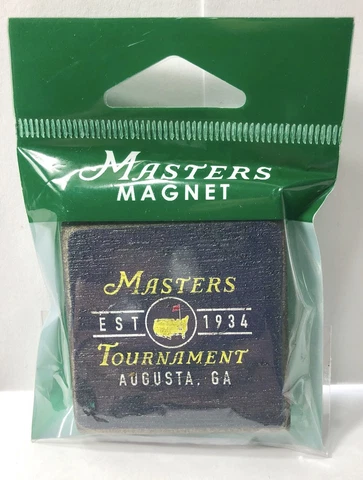 MASTERS
MAGNET
MASTERS
EST 1934
TOURNAMENT
AUGUSTA, GA